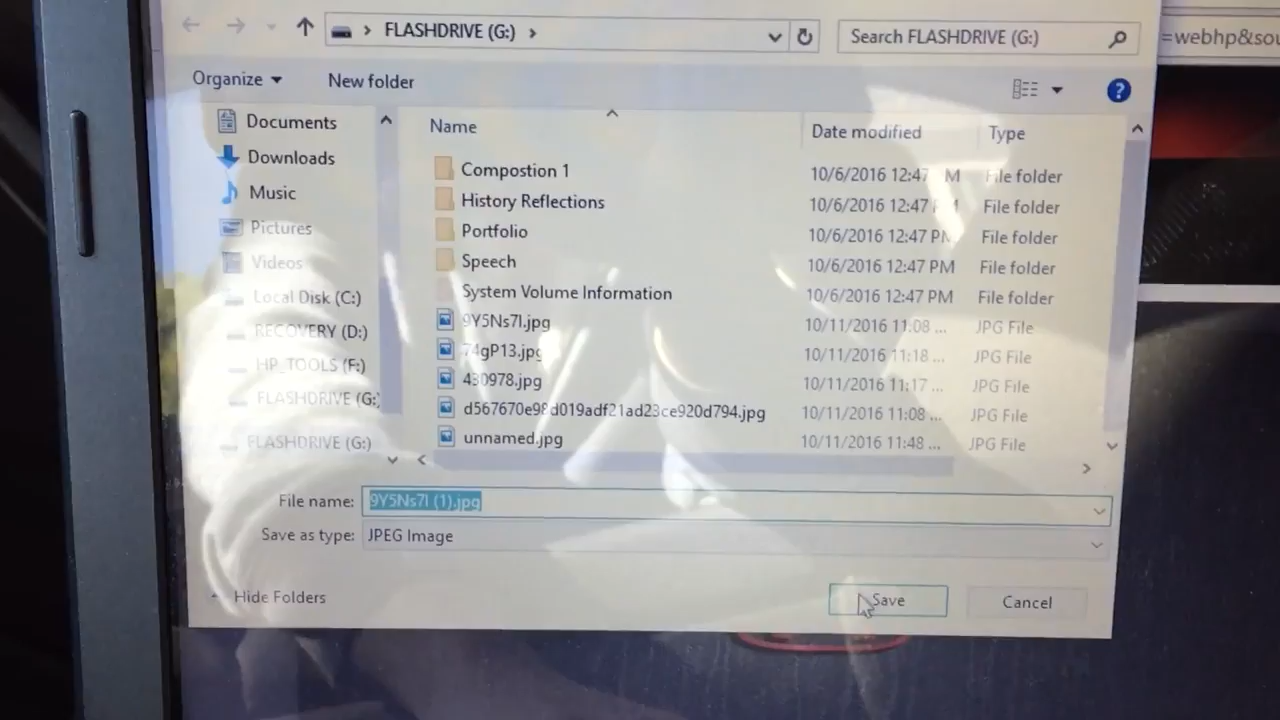 FLASHDRIVE (G:)
Search FLASHDRIVE (G:)
=webhp&sou
Organize
New folder
?
Documents
Downloads
Music
Pictures
Videos
Local Disk (C:)
RECOVERY (D:)
HP_TOOLS (F:)
FLASHDRIVE (G:)
FLASHDRIVE (G:)
Name Date modified Type
Compostion 1 10/6/2016 12:47 M File folder
History Reflections 10/6/2016 12:47 File folder
Portfolio 10/6/2016 12:47 PM File folder
Speech 10/6/2016 12:47 PM File folder
System Volume Information 10/6/2016 12:47 PM File folder
9Y5Ns7l.jpg 10/11/2016 11:08 ... JPG File
74gP13.jpg 10/11/2016 11:18 ... JPG File
430978.jpg 10/11/2016 11:17 ... JPG File
d567670e98d019adf21ad23ce920d794.jpg 10/11/2016 11:08 ... JPG File
unnamed.jpg 10/11/2016 11:48 ... JPG File
File name: 9Y5Ns7l (1).jpg
Save as type: JPEG Image
Hide Folders
Save
Cancel